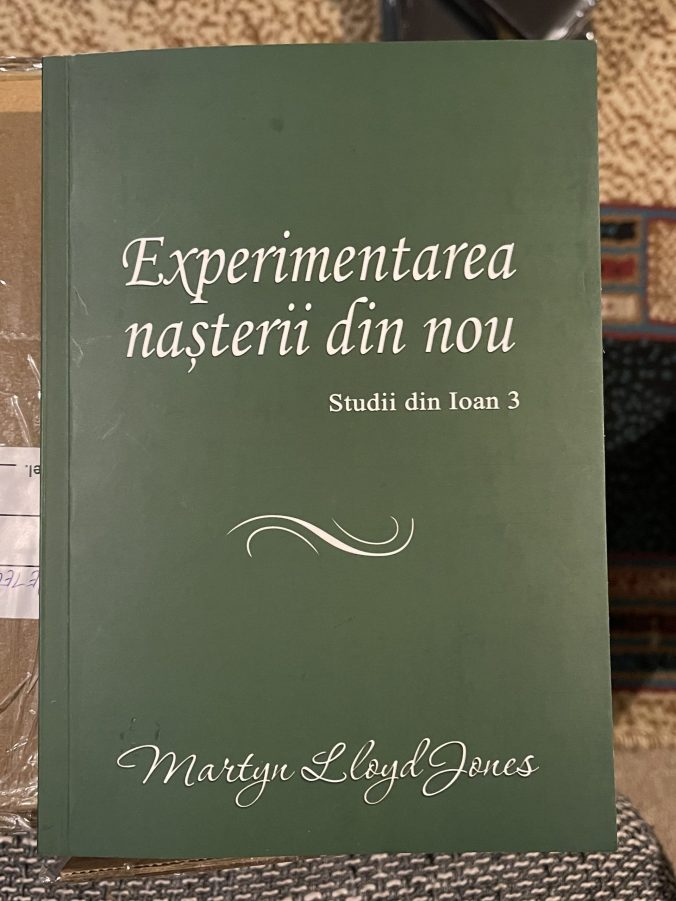 Experimentarea
nașterii din nou
Studii din Ioan 3
Martyn Lloyd Jones